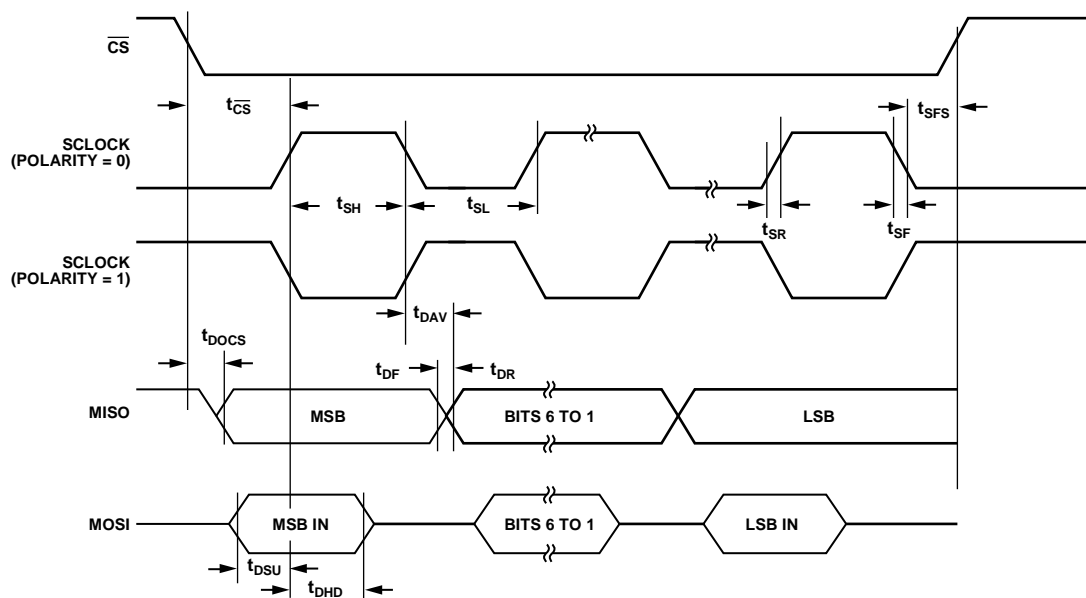 CS
tCS
tSFS
SCLOCK
(POLARITY = 0)
tSH
tSL
tSR
tSF
SCLOCK
(POLARITY = 1)
tDAV
tDOCS
tDF
tDR
MISO
MSB
BITS 6 TO 1
LSB
MOSI
MSB IN
BITS 6 TO 1
LSB IN
tDSU
tDHD